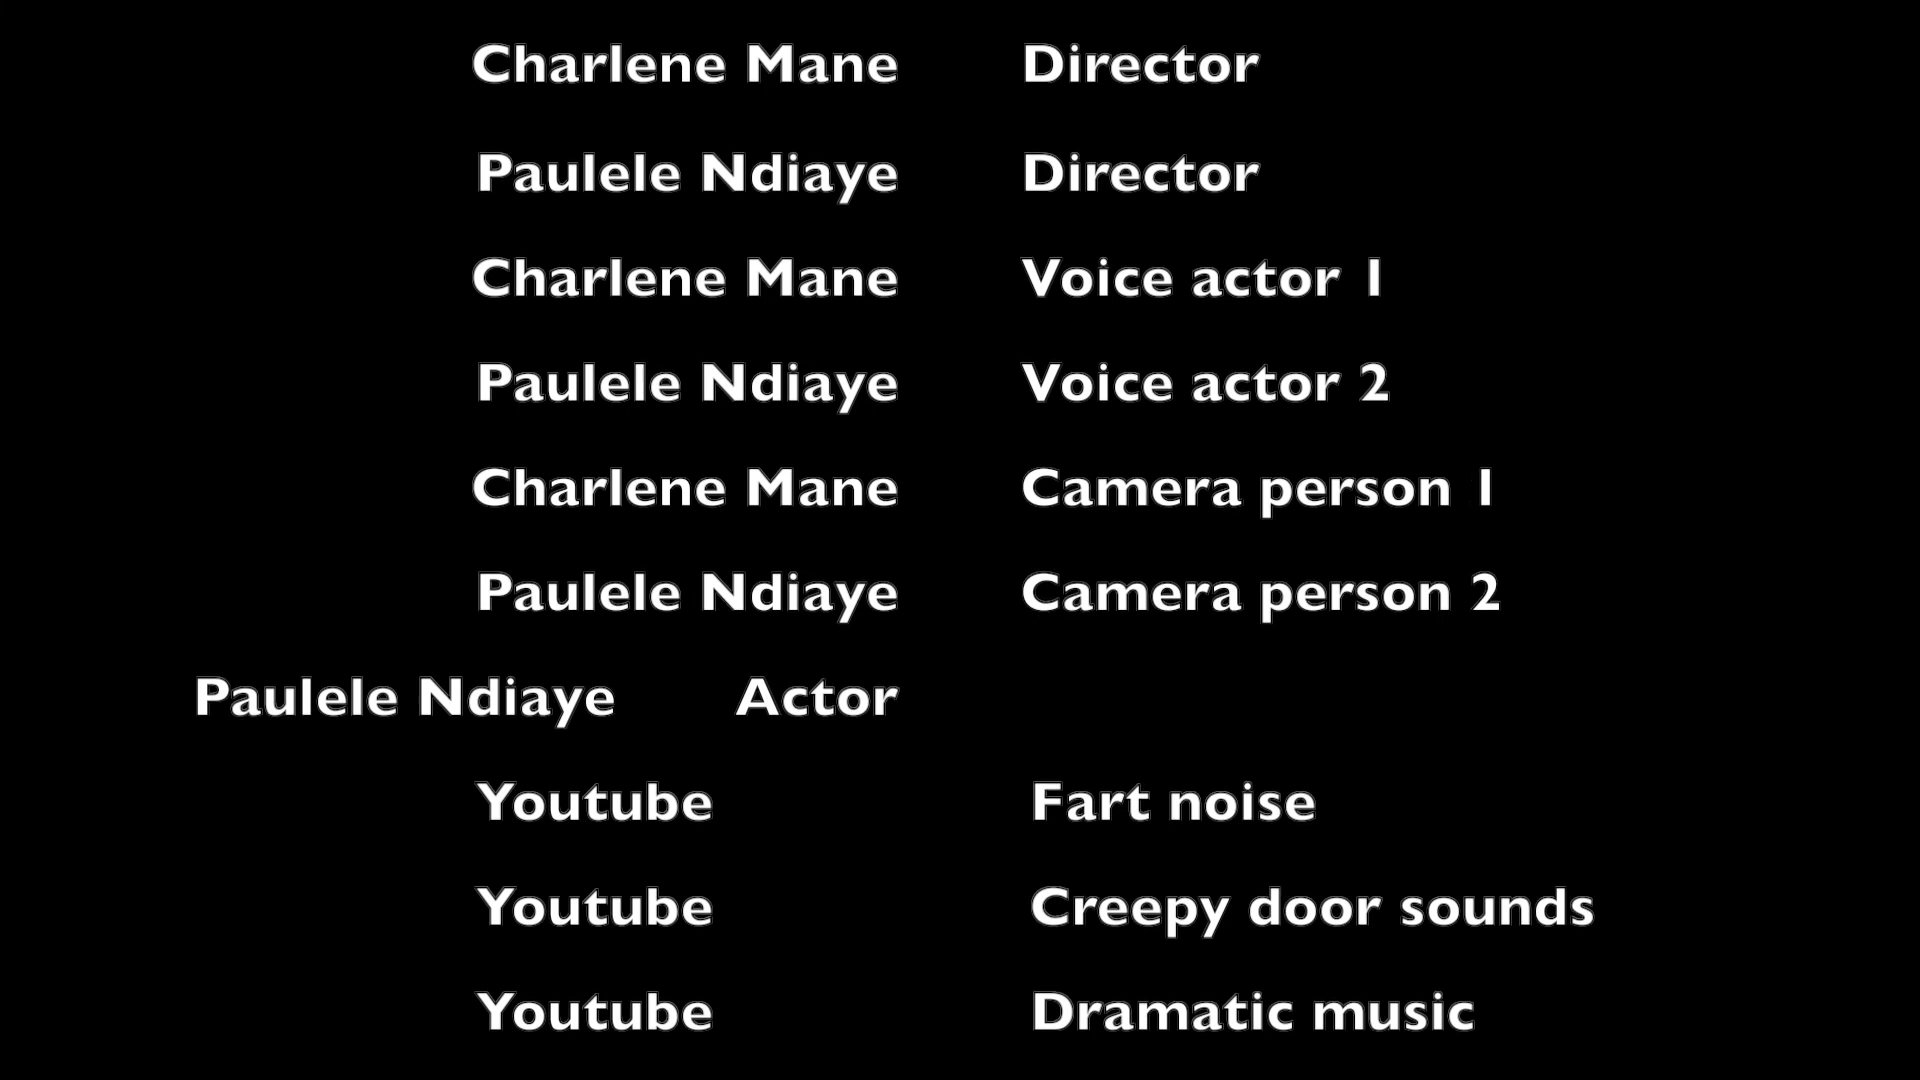 Charlene Mane Director
Paulele Ndiaye Director
Charlene Mane Voice actor 1
Paulele Ndiaye Voice actor 2
Charlene Mane Camera person 1
Paulele Ndiaye Camera person 2
Paulele Ndiaye Actor
Youtube Fart noise
Youtube Creepy door sounds
Youtube Dramatic music